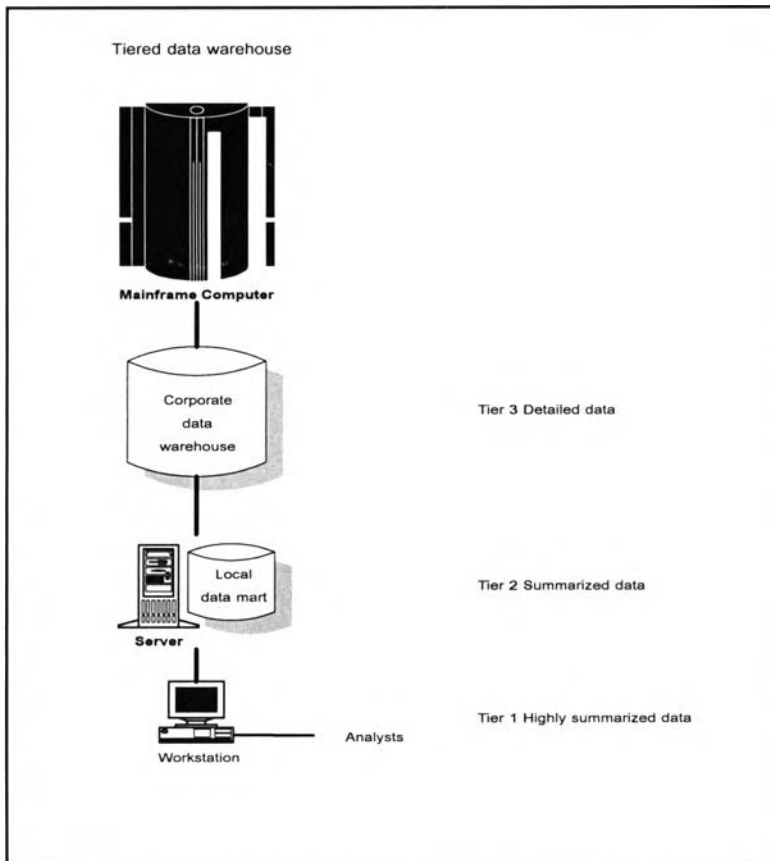 Tiered data warehouse
Mainframe Computer
Corporate
data
warehouse
Tier 3 Detailed data
Local
data mart
Tier 2 Summarized data
Server
Tier 1 Highly summarized data
Analysts
Workstation